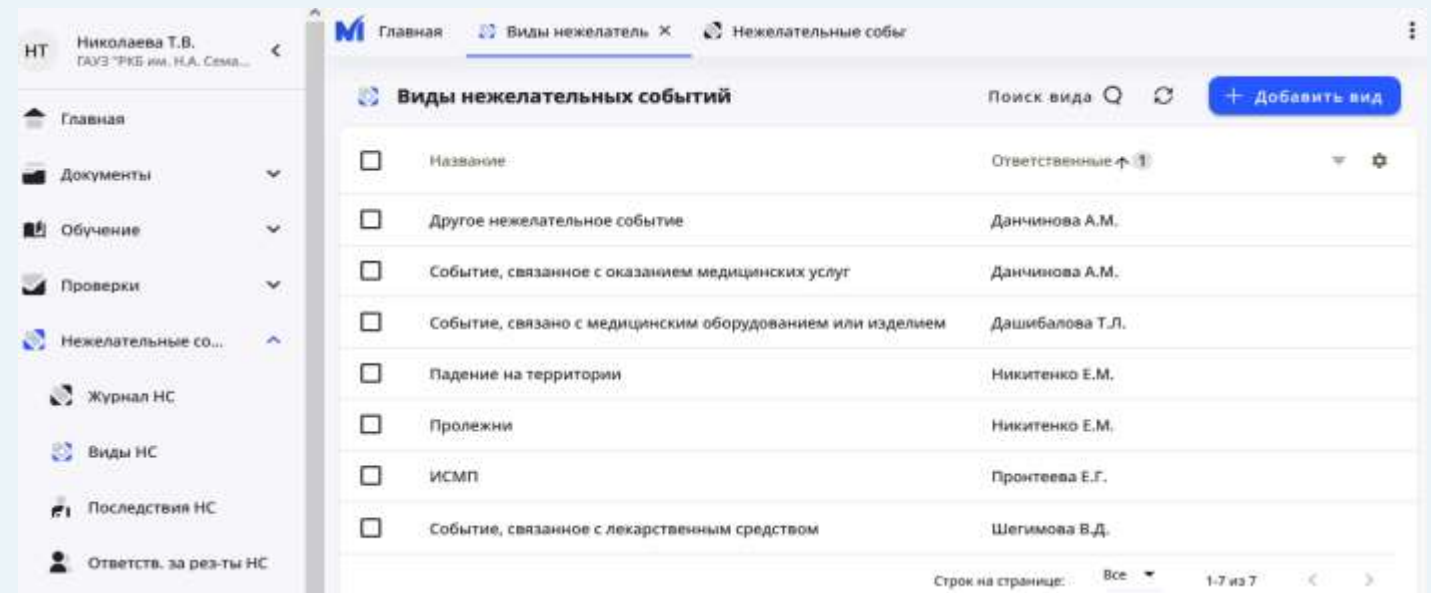 НТ
Николаева Т.В.
ГАУЗ "РКБ им. Н.А. Сема...
Главная
Документы
Обучение
Проверки
Нежелательные со...
Журнал НС
Виды НС
Последствия НС
Ответств. за рез-ты НС
Главная Виды нежелатель × Нежелательные собы
Виды нежелательных событий Поиск вида + Добавить вид
Название Ответственные ↑ 1
Другое нежелательное событие Данчинова А.М.
Событие, связанное с оказанием медицинских услуг Данчинова А.М.
Событие, связано с медицинским оборудованием или изделием Дашибалова Т.Л.
Падение на территории Никитенко Е.М.
Пролежни Никитенко Е.М.
ИСМП Пронтеева Е.Г.
Событие, связанное с лекарственным средством Шегимова В.Д.
Строк на странице: Все 1-7 из 7